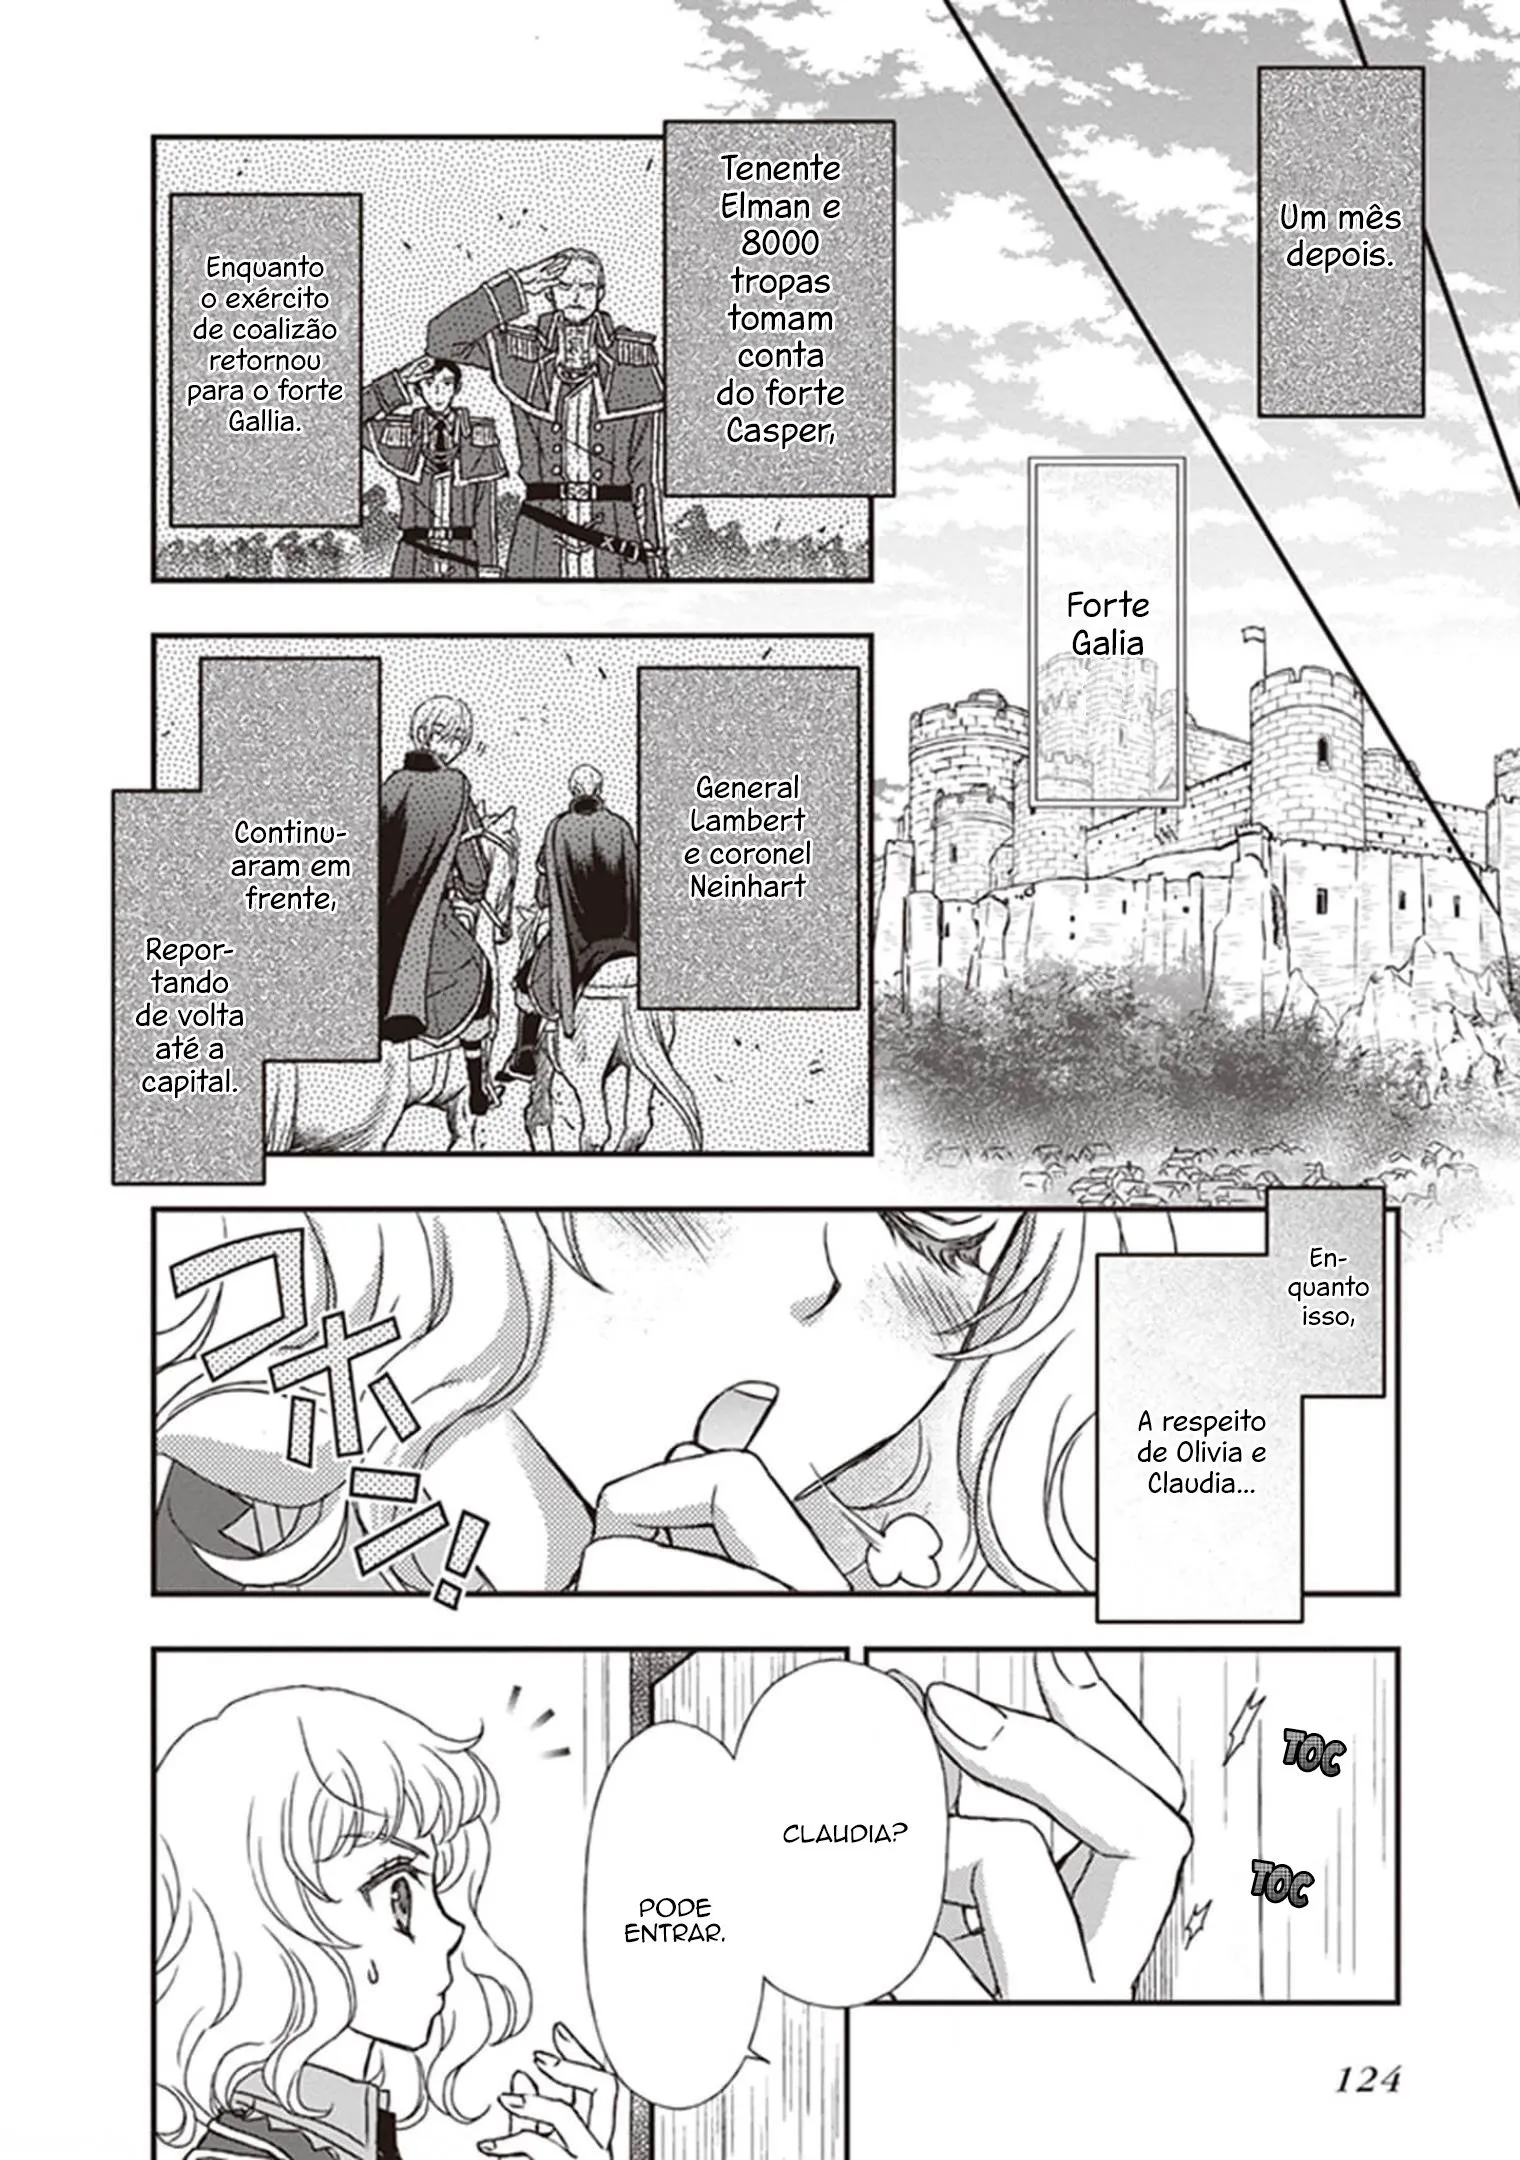 Um mês
depois.
Forte
Galia
Tenente
Elman e
8000
tropas
tomam
conta
do forte
Casper,
Enquanto
o exército
de coalizão
retornou
para o forte
Gallia.
General
Lambert
e coronel
Neinhart
Continu-
aram em
frente,
Repor-
tando
de volta
até a
capital.
En-
quanto
isso,
A respeito
de Olivia e
Claudia...
コホン!
TOC
TOC
CLAUDIA?
PODE
ENTRAR.
124